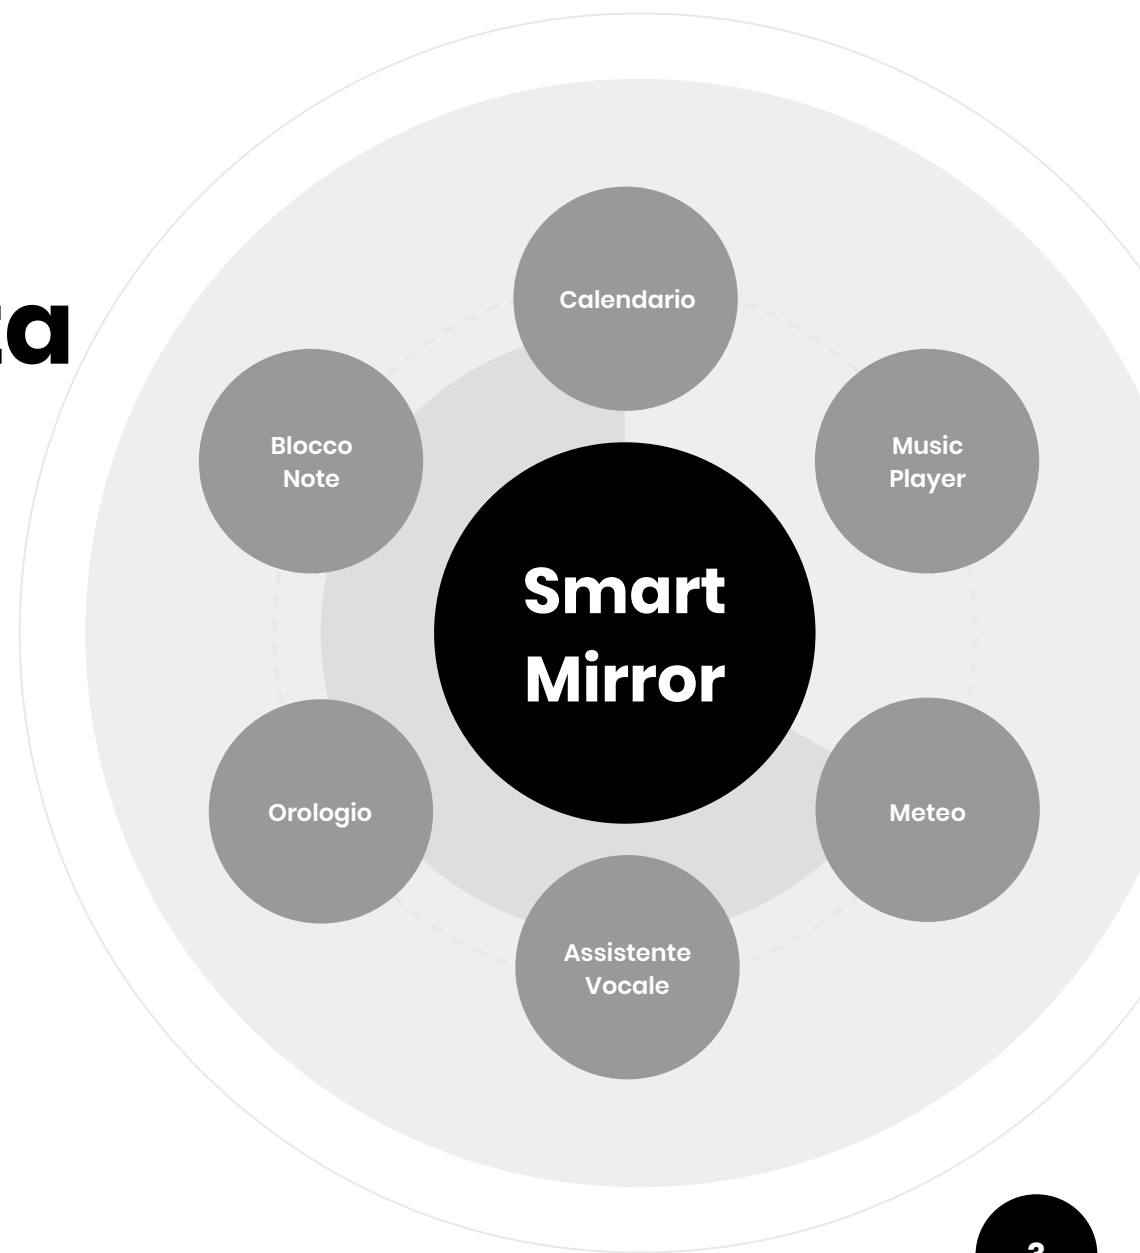 Calendario
Blocco
Note
Music
Player
Smart
Mirror
Orologio
Meteo
Assistente
Vocale